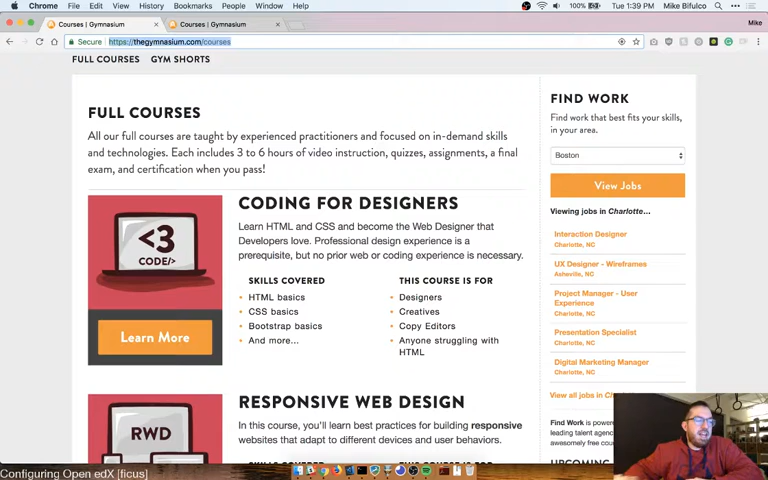 Chrome File Edit View History Bookmarks People Window Help 100% Tue 1:39 PM Mike Bifulco
Courses | Gymnasium Courses | Gymnasium Mike
Secure https://thegymnasium.com/courses
FULL COURSES GYM SHORTS
FULL COURSES
All our full courses are taught by experienced practitioners and focused on in-demand skills
and technologies. Each includes 3 to 6 hours of video instruction, quizzes, assignments, a final
exam, and certification when you pass!
<3
CODE/>
Learn More
CODING FOR DESIGNERS
Learn HTML and CSS and become the Web Designer that
Developers love. Professional design experience is a
prerequisite, but no prior web or coding experience is necessary.
SKILLS COVERED
• HTML basics
• CSS basics
• Bootstrap basics
• And more...
THIS COURSE IS FOR
• Designers
• Creatives
• Copy Editors
• Anyone struggling with
HTML
RWD
RESPONSIVE WEB DESIGN
In this course, you'll learn best practices for building responsive
websites that adapt to different devices and user behaviors.
FIND WORK
Find work that best fits your skills,
in your area.
Boston
View Jobs
Viewing jobs in Charlotte...
Interaction Designer
Charlotte, NC
UX Designer - Wireframes
Asheville, NC
Project Manager - User
Experience
Charlotte, NC
Presentation Specialist
Charlotte, NC
Digital Marketing Manager
Charlotte, NC
View all jobs in
Find Work is
leading talent
awesomely free
UPCOMING
Configuring Open edX [ficus]